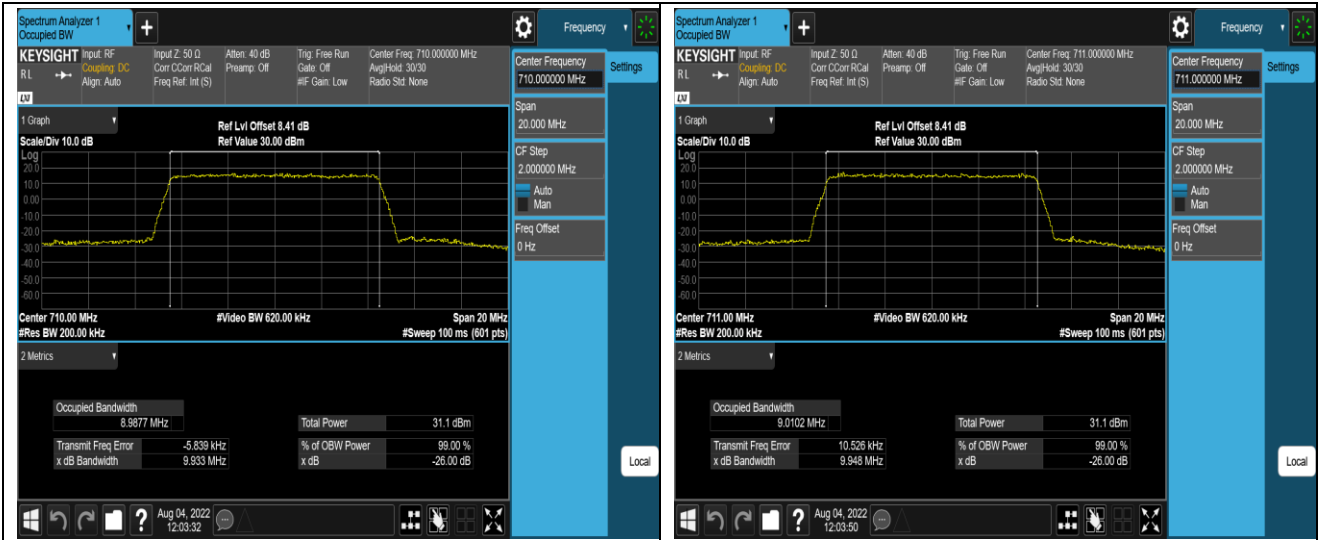 Spectrum Analyzer 1
Occupied BW
+
Frequency
KEYSIGHT
RL
LXI
Input: RF
Coupling: DC
Align: Auto
Input Z: 50 Ω
Corr CCorr RCal
Freq Ref: Int (S)
Atten: 40 dB
Preamp: Off
Trig: Free Run
Gate: Off
#IF Gain: Low
Center Freq: 710.000000 MHz
Avg|Hold: 30/30
Radio Std: None
Center Frequency
710.000000 MHz
Settings
Span
20.000 MHz
CF Step
2.000000 MHz
Auto
Man
Freq Offset
0 Hz
Local
1 Graph
Scale/Div 10.0 dB
Ref Lvl Offset 8.41 dB
Ref Value 30.00 dBm
Log
20.0
10.0
0.00
-10.0
-20.0
-30.0
-40.0
-50.0
-60.0
Center 710.00 MHz
#Res BW 200.00 kHz
#Video BW 620.00 kHz
Span 20 MHz
#Sweep 100 ms (601 pts)
2 Metrics
Occupied Bandwidth
8.9877 MHz
Total Power 31.1 dBm
Transmit Freq Error -5.839 kHz
% of OBW Power 99.00 %
x dB Bandwidth 9.933 MHz
x dB -26.00 dB
?
Aug 04, 2022
12:03:32
Spectrum Analyzer 1
Occupied BW
+
Frequency
KEYSIGHT
RL
LXI
Input: RF
Coupling: DC
Align: Auto
Input Z: 50 Ω
Corr CCorr RCal
Freq Ref: Int (S)
Atten: 40 dB
Preamp: Off
Trig: Free Run
Gate: Off
#IF Gain: Low
Center Freq: 711.000000 MHz
Avg|Hold: 30/30
Radio Std: None
Center Frequency
711.000000 MHz
Settings
Span
20.000 MHz
CF Step
2.000000 MHz
Auto
Man
Freq Offset
0 Hz
Local
1 Graph
Scale/Div 10.0 dB
Ref Lvl Offset 8.41 dB
Ref Value 30.00 dBm
Log
20.0
10.0
0.00
-10.0
-20.0
-30.0
-40.0
-50.0
-60.0
Center 711.00 MHz
#Res BW 200.00 kHz
#Video BW 620.00 kHz
Span 20 MHz
#Sweep 100 ms (601 pts)
2 Metrics
Occupied Bandwidth
9.0102 MHz
Total Power 31.1 dBm
Transmit Freq Error 10.526 kHz
% of OBW Power 99.00 %
x dB Bandwidth 9.948 MHz
x dB -26.00 dB
?
Aug 04, 2022
12:03:50